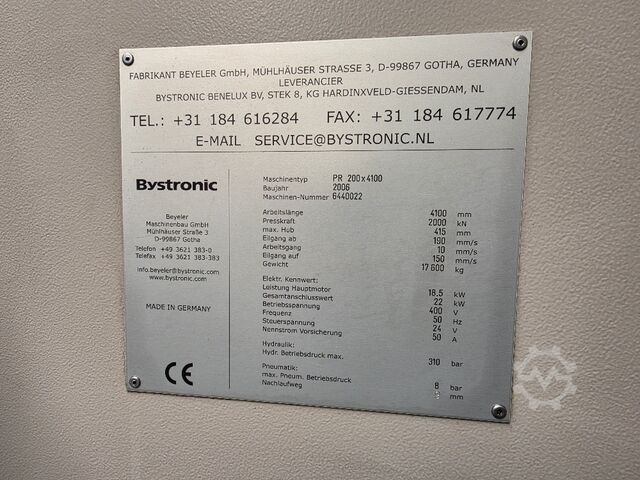 FABRIKANT BEYELER GmbH, MÜHLHÄUSER STRASSE 3, D-99867 GOTHA, GERMANY
LEVERANCIER
BYSTRONIC BENELUX BV, STEK 8, KG HARDINXVELD-GIESSENDAM, NL
TEL.: +31 184 616284 FAX: +31 184 617774
E-MAIL SERVICE@BYSTRONIC.NL
Bystronic
Beyeler
Maschinenbau GmbH
Mühlhäuser Straße 3
D-99867 Gotha
Telefon +49 3621 383-0
Telefax +49 3621 383-383
info.beyeler@bystronic.com
www.bystronic.com
MADE IN GERMANY
CE
Maschinentyp PR 200x4100
Baujahr 2006
Maschinen-Nummer 6440022
Arbeitslänge 4100 mm
Presskraft 2000 kN
max. Hub 415 mm
Eilgang ab 190 mm/s
Arbeitsgang 10 mm/s
Eilgang auf 150 mm/s
Gewicht 17600 kg
Elektr. Kennwert:
Leistung Hauptmotor 18.5 kW
Gesamtanschlusswert 22 kW
Betriebsspannung 400 V
Frequenz 50 Hz
Steuerspannung 24 V
Nennstrom Vorsicherung 50 A
Hydraulik:
Hydr. Betriebsdruck max. 310 bar
Pneumatik:
max. Pneum. Betriebsdruck 8 bar
Nachlaufweg mm